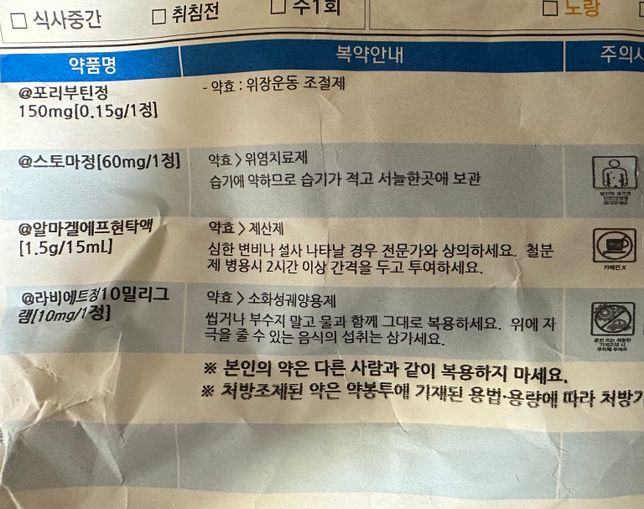 □ 식사중간 □ 취침전 □ 주1회 □ 노랑
약품명 복약안내 주의사
@포리부틴정 - 약효 : 위장운동 조절제
150mg[0.15g/1정]
@스토마정[60mg/1정] 약효 > 위염치료제
습기에 약하므로 습기가 적고 서늘한곳에 보관
@알마겔에프현탁액 약효 > 제산제
[1.5g/15mL] 심한 변비나 설사 나타날 경우 전문가와 상의하세요. 철분
제 병용시 2시간 이상 간격을 두고 투여하세요.
카페인 X
@라비에트정10밀리그 약효 > 소화성궤양용제
램[10mg/1정] 씹거나 부수지 말고 물과 함께 그대로 복용하세요. 위에 자
극을 줄 수 있는 음식의 섭취는 삼가세요.
※ 본인의 약은 다른 사람과 같이 복용하지 마세요.
※ 처방조제된 약은 약봉투에 기재된 용법·용량에 따라 처방기